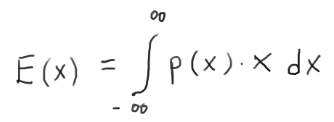 E(x) = ∫_{-∞}^{∞} p(x) · x dx